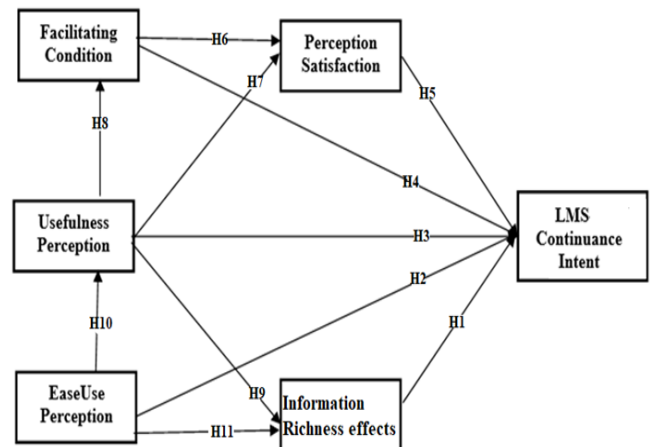 Facilitating
Condition
H6
Perception
Satisfaction
H7
H5
H8
H4
Usefulness
Perception
H3
LMS
Continuance
Intent
H2
H10
H1
EaseUse
Perception
H9
H11
Information
Richness effects